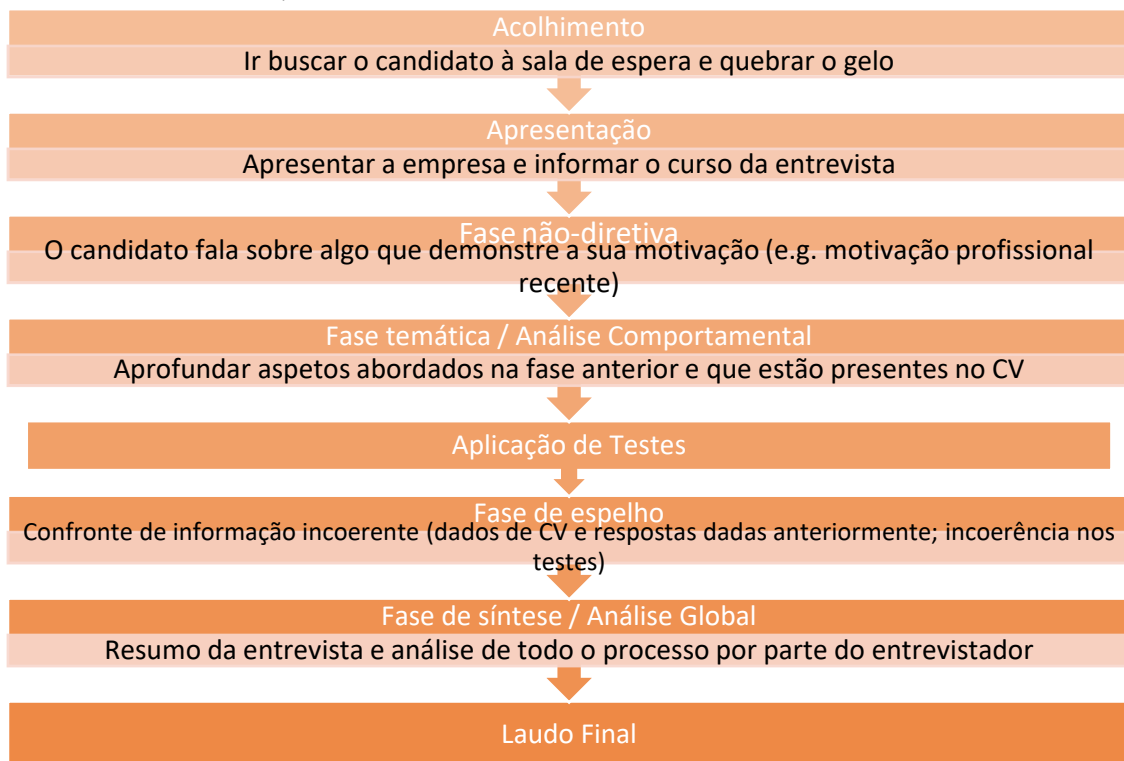 Acolhimento
Ir buscar o candidato à sala de espera e quebrar o gelo
Apresentação
Apresentar a empresa e informar o curso da entrevista
Fase não-diretiva
O candidato fala sobre algo que demonstre a sua motivação (e.g. motivação profissional
recente)
Fase temática / Análise Comportamental
Aprofundar aspetos abordados na fase anterior e que estão presentes no CV
Aplicação de Testes
Fase de espelho
Confronte de informação incoerente (dados de CV e respostas dadas anteriormente; incoerência nos
testes)
Fase de síntese / Análise Global
Resumo da entrevista e análise de todo o processo por parte do entrevistador
Laudo Final